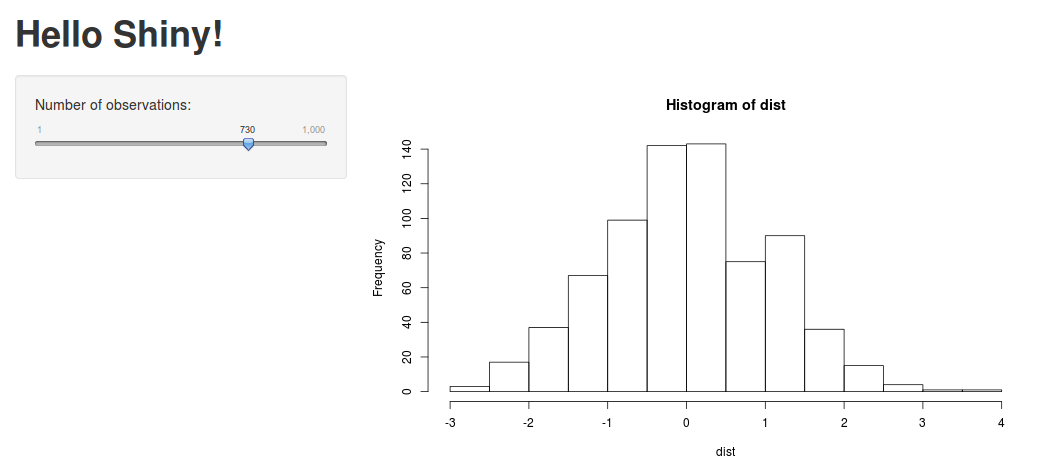 Hello Shiny!
Number of observations:
1 730 1,000
Histogram of dist
Frequency
0 20 40 60 80 100 120 140
-3 -2 -1 0 1 2 3 4
dist